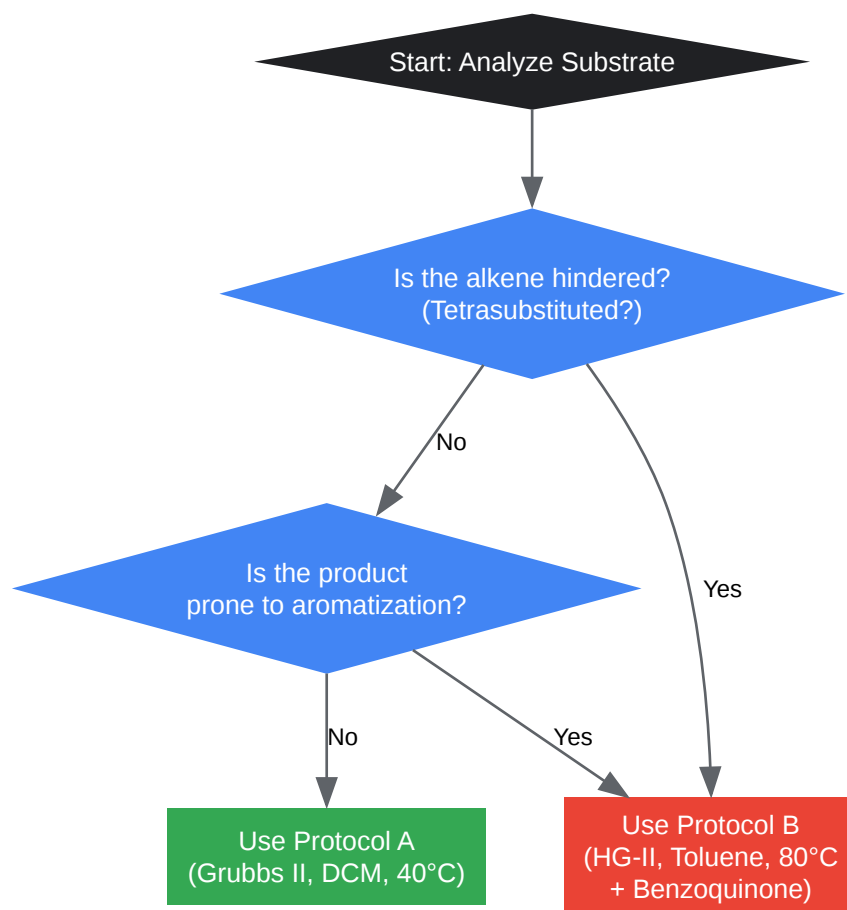 Start: Analyze Substrate
Is the alkene hindered?
(Tetrasubstituted?)
No
Yes
Is the product
prone to aromatization?
No
Yes
Use Protocol A
(Grubbs II, DCM, 40°C)
Use Protocol B
(HG-II, Toluene, 80°C
+ Benzoquinone)